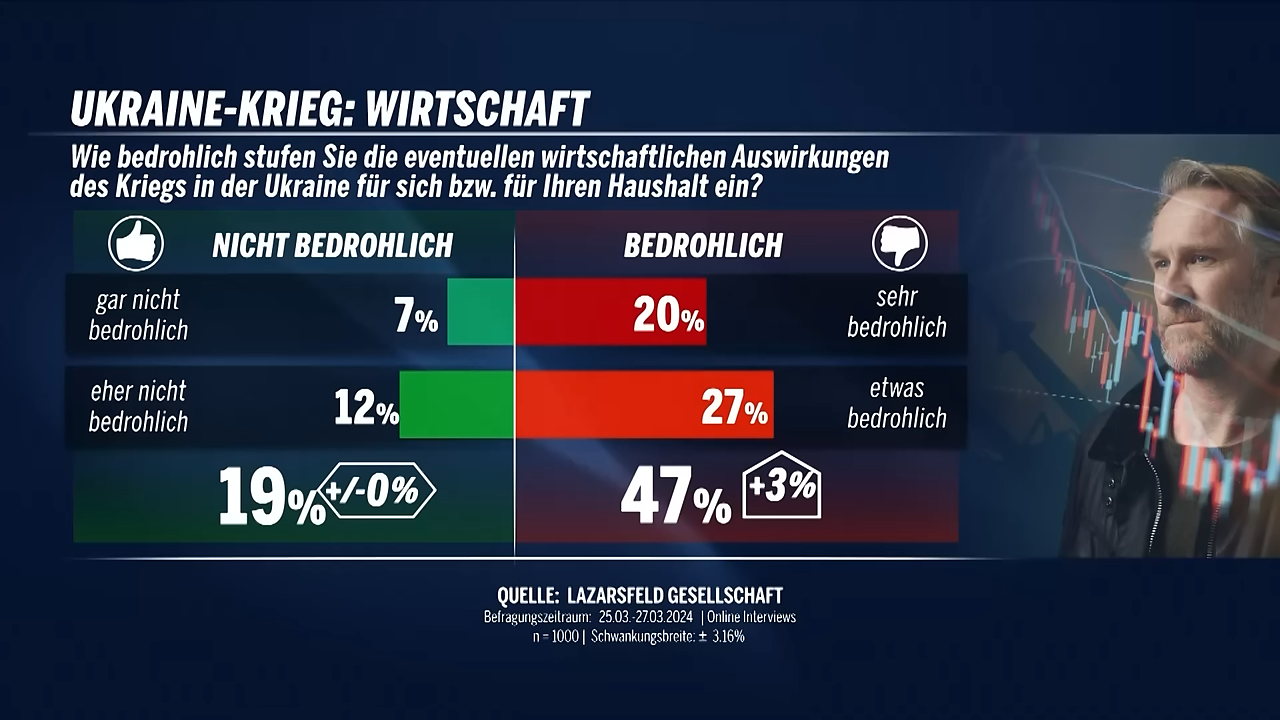 UKRAINE-KRIEG: WIRTSCHAFT
Wie bedrohlich stufen Sie die eventuellen wirtschaftlichen Auswirkungen
des Kriegs in der Ukraine für sich bzw. für Ihren Haushalt ein?
NICHT BEDROHLICH
BEDROHLICH
gar nicht
bedrohlich
7%
20%
sehr
bedrohlich
eher nicht
bedrohlich
12%
27%
etwas
bedrohlich
19% +/-0%
47% +3%
QUELLE: LAZARSFELD GESELLSCHAFT
Befragungszeitraum: 25.03.-27.03.2024 | Online Interviews
n = 1000 | Schwankungsbreite: ± 3.16%